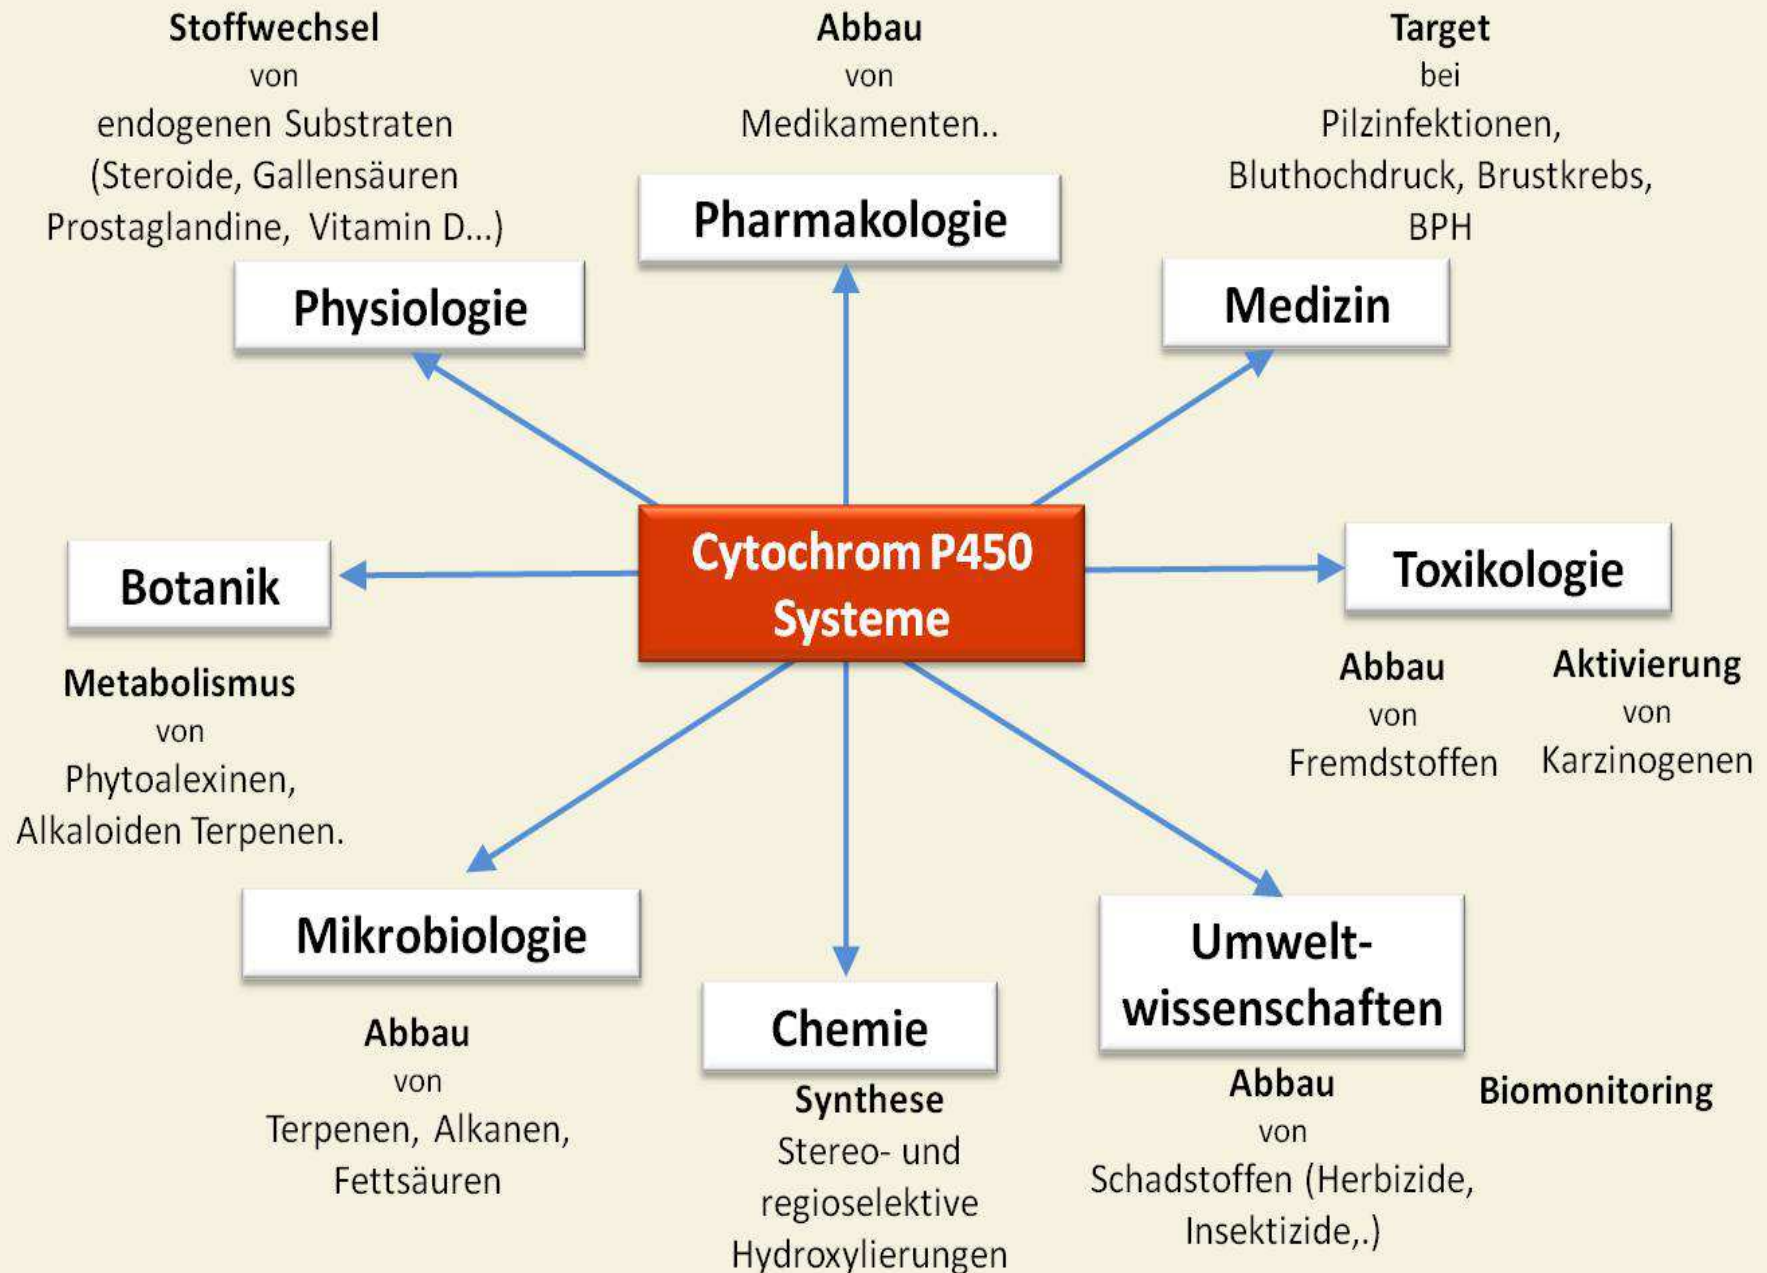 Stoffwechsel
von
endogenen Substraten
(Steroide, Gallensäuren
Prostaglandine, Vitamin D...)
Physiologie
Abbau
von
Medikamenten..
Pharmakologie
Target
bei
Pilzinfektionen,
Bluthochdruck, Brustkrebs,
BPH
Medizin
Cytochrom P450
Systeme
Botanik
Metabolismus
von
Phytoalexinen,
Alkaloiden Terpenen.
Toxikologie
Abbau
von
Fremdstoffen
Aktivierung
von
Karzinogenen
Mikrobiologie
Abbau
von
Terpenen, Alkanen,
Fettsäuren
Chemie
Synthese
Stereo- und
regioselektive
Hydroxylierungen
Umwelt-
wissenschaften
Abbau
von
Schadstoffen (Herbizide,
Insektizide,.)
Biomonitoring